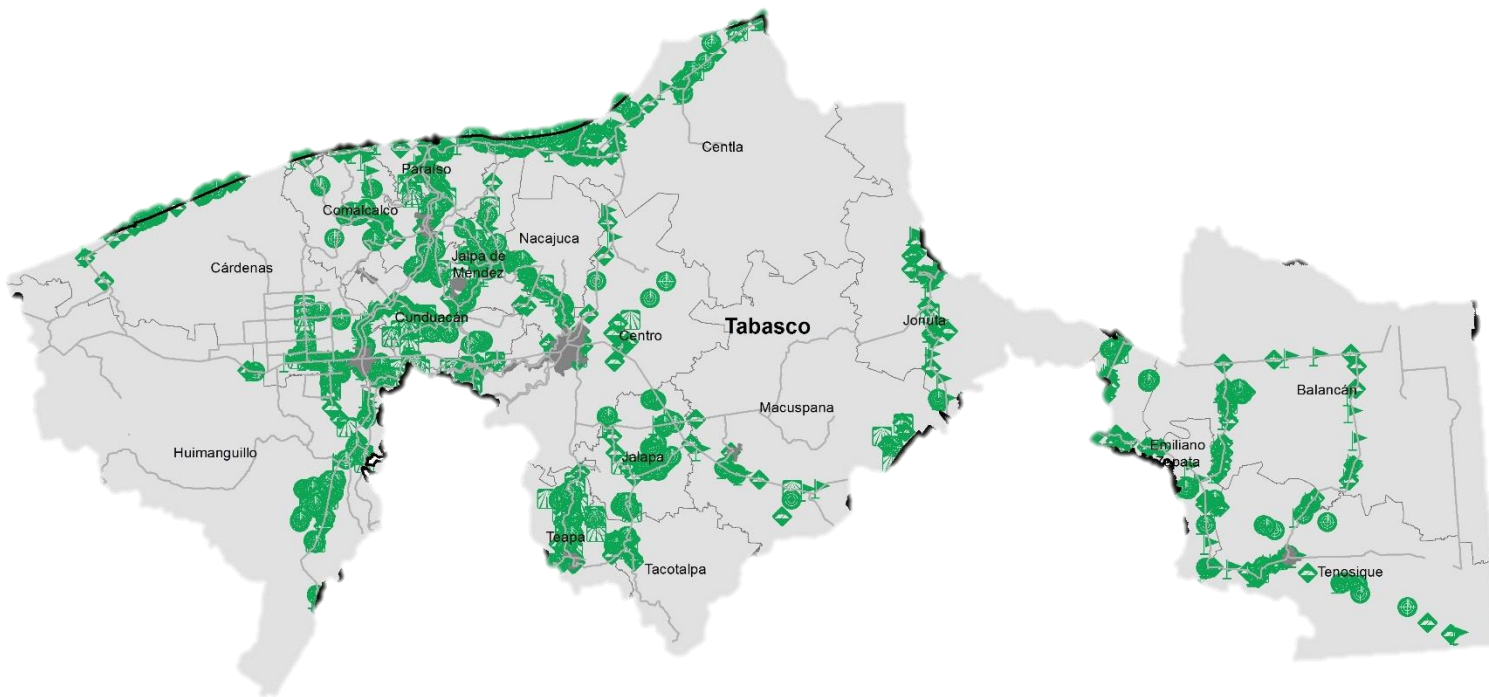 Centla
Paraíso
Comalcalco
Nacajuca
Jalpa de
Méndez
Cárdenas
Cunduacán
Centro
Tabasco
Jonuta
Balancán
Macuspana
Emiliano
Huimanguillo
Jalapa
Teapa
Tacotalpa
Tenosique